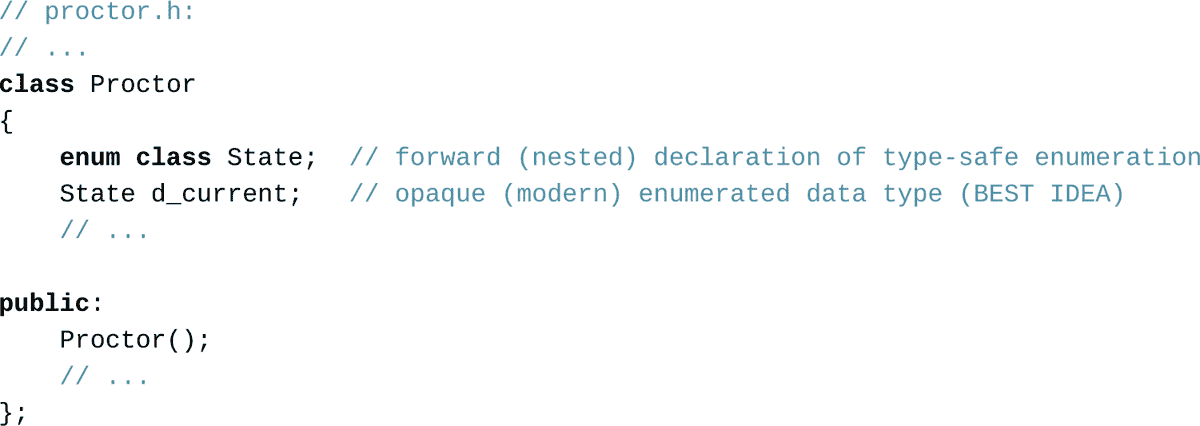 // proctor.h:
// ...
class Proctor
{
    enum class State;  // forward (nested) declaration of type-safe enumeration
    State d_current;   // opaque (modern) enumerated data type (BEST IDEA)
    // ...

public:
    Proctor();
    // ...
};